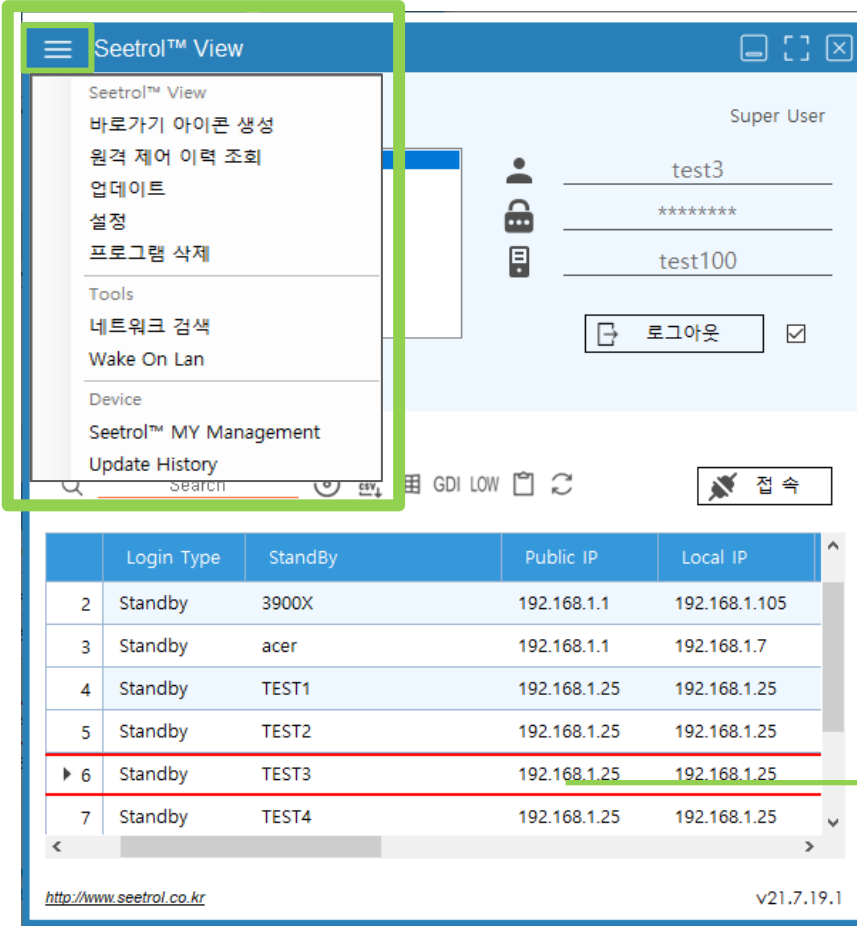 Seetrol™ View
Seetrol™ View
바로가기 아이콘 생성
원격 제어 이력 조회
업데이트
설정
프로그램 삭제
Tools
네트워크 검색
Wake On Lan
Device
Seetrol™ MY Management
Update History
Super User
test3
********
test100
로그아웃
Search CSV GDI LOW 접 속
Login Type StandBy Public IP Local IP
2 Standby 3900X 192.168.1.1 192.168.1.105
3 Standby acer 192.168.1.1 192.168.1.7
4 Standby TEST1 192.168.1.25 192.168.1.25
5 Standby TEST2 192.168.1.25 192.168.1.25
6 Standby TEST3 192.168.1.25 192.168.1.25
7 Standby TEST4 192.168.1.25 192.168.1.25
http://www.seetrol.co.kr v21.7.19.1